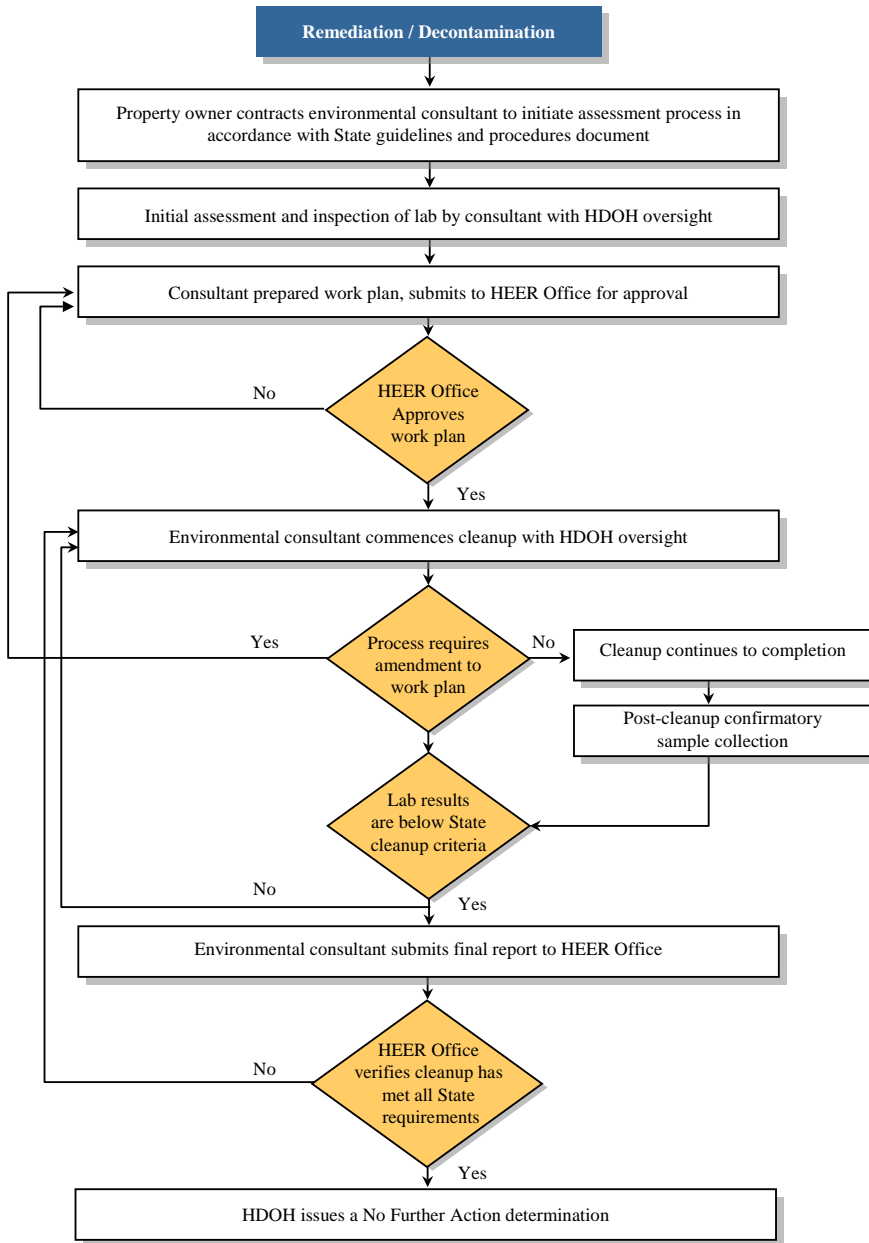 Remediation / Decontamination
Property owner contracts environmental consultant to initiate assessment process in
accordance with State guidelines and procedures document
Initial assessment and inspection of lab by consultant with HDOH oversight
Consultant prepared work plan, submits to HEER Office for approval
No
HEER Office
Approves
work plan
Yes
Environmental consultant commences cleanup with HDOH oversight
Yes
Process requires
amendment to
work plan
No
Cleanup continues to completion
Post-cleanup confirmatory
sample collection
Lab results
are below State
cleanup criteria
No
Yes
Environmental consultant submits final report to HEER Office
No
HEER Office
verifies cleanup has
met all State
requirements
Yes
HDOH issues a No Further Action determination